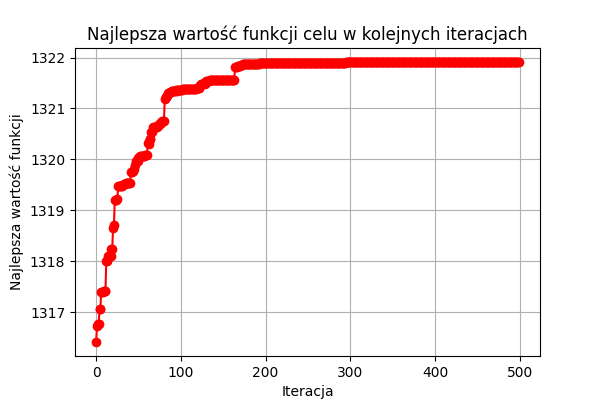 Najlepsza wartość funkcji celu w kolejnych iteracjach
Najlepsza wartość funkcji
1322
1321
1320
1319
1318
1317
0 100 200 300 400 500
Iteracja